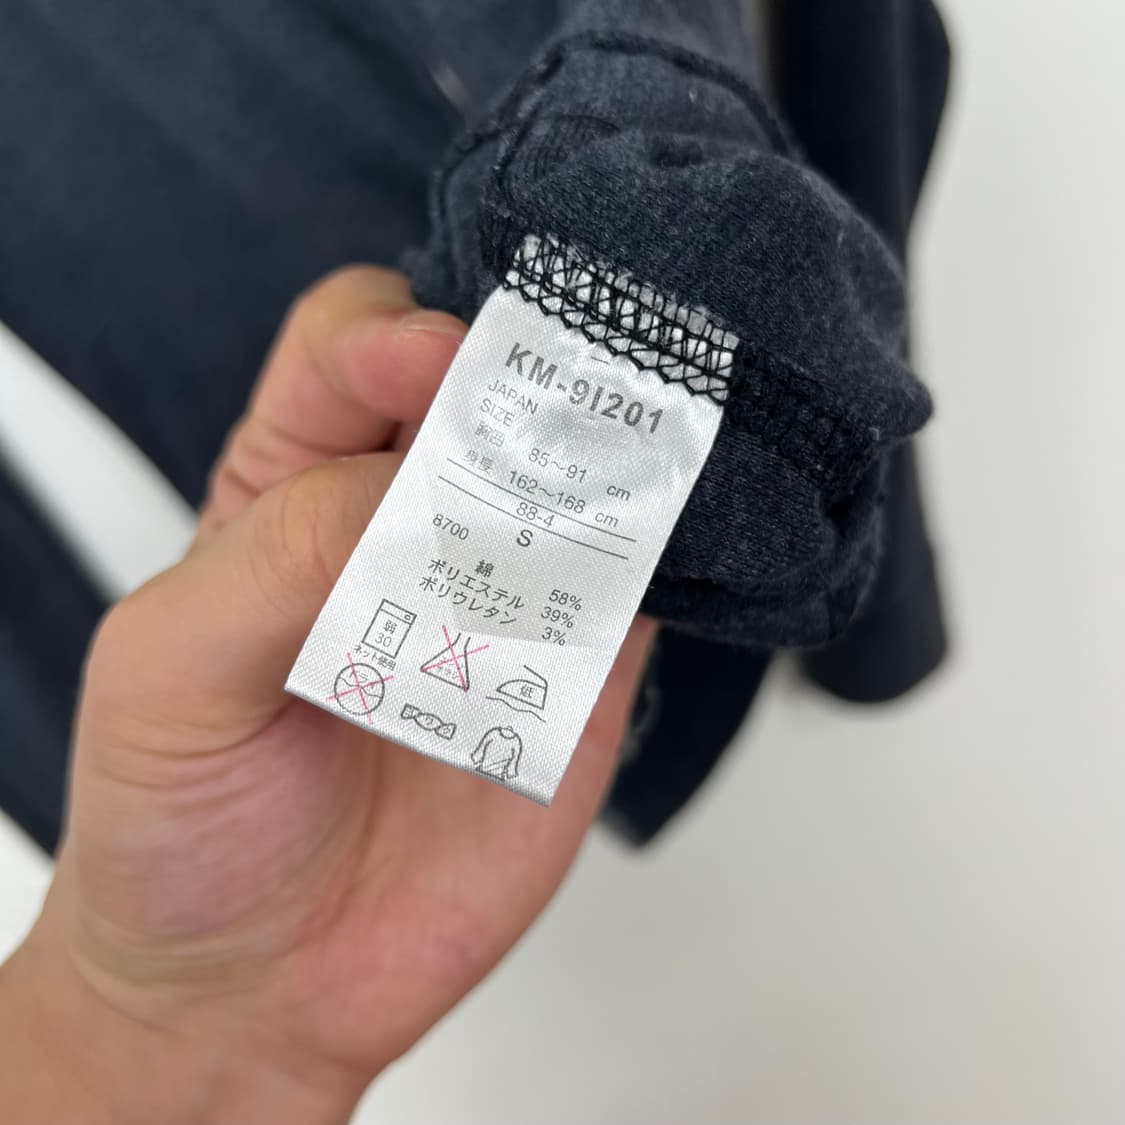 KM-9I201
JAPAN
SIZE
胸囲 85～91 cm
身長 162～168 cm
88-4
8700 S
綿 58%
ポリエステル 39%
ポリウレタン 3%
弱
30
ネット使用
低